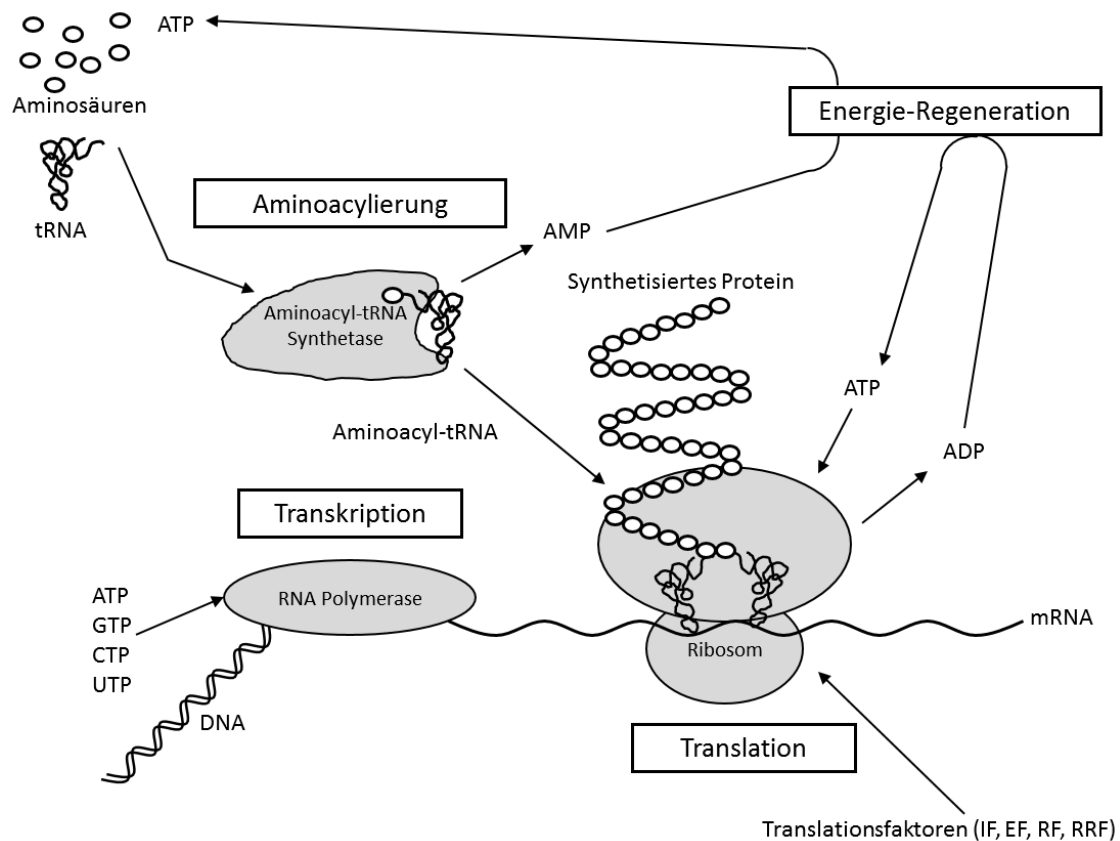 ATP
Aminosäuren
tRNA
Energie-Regeneration
Aminoacylierung
AMP
Aminoacyl-tRNA
Synthetase
Synthetisiertes Protein
ATP
ADP
Aminoacyl-tRNA
Transkription
ATP
GTP
CTP
UTP
RNA Polymerase
DNA
mRNA
Ribosom
Translation
Translationsfaktoren (IF, EF, RF, RRF)